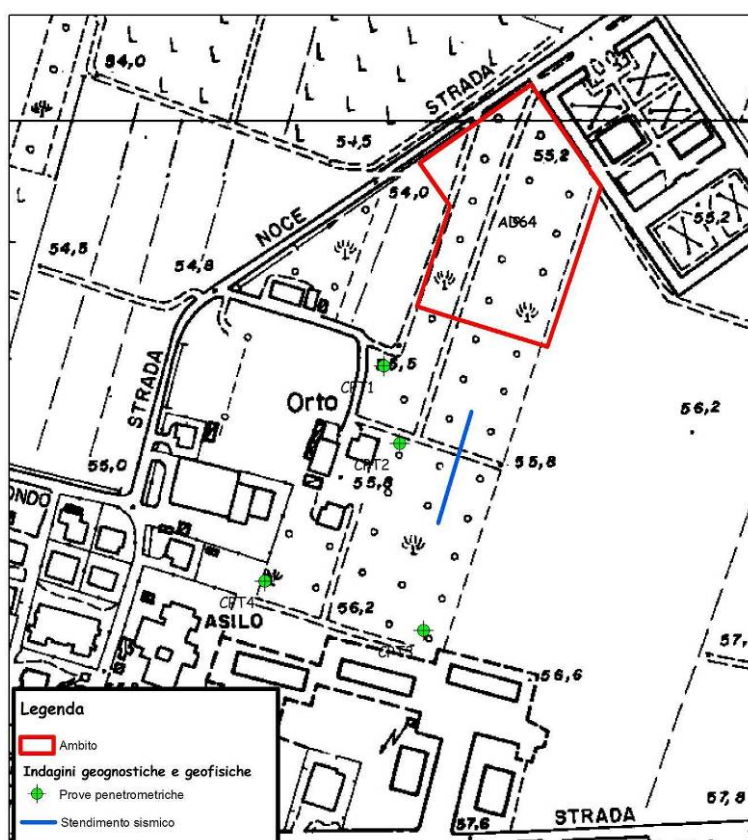 54,0
STRADA
54,5
55,2
54,0
NOCE
55,2
54,5
54,8
5,5
CPT1
STRADA
Orto
56,2
CPT2
55,8
55,8
55,0
ONDO
CPT4
56,2
ASILO
CPT3
57,
56,6
Legenda
Ambito
Indagini geognostiche e geofisiche
Prove penetrometriche
Stendimento sismico
57,6
STRADA
57,8